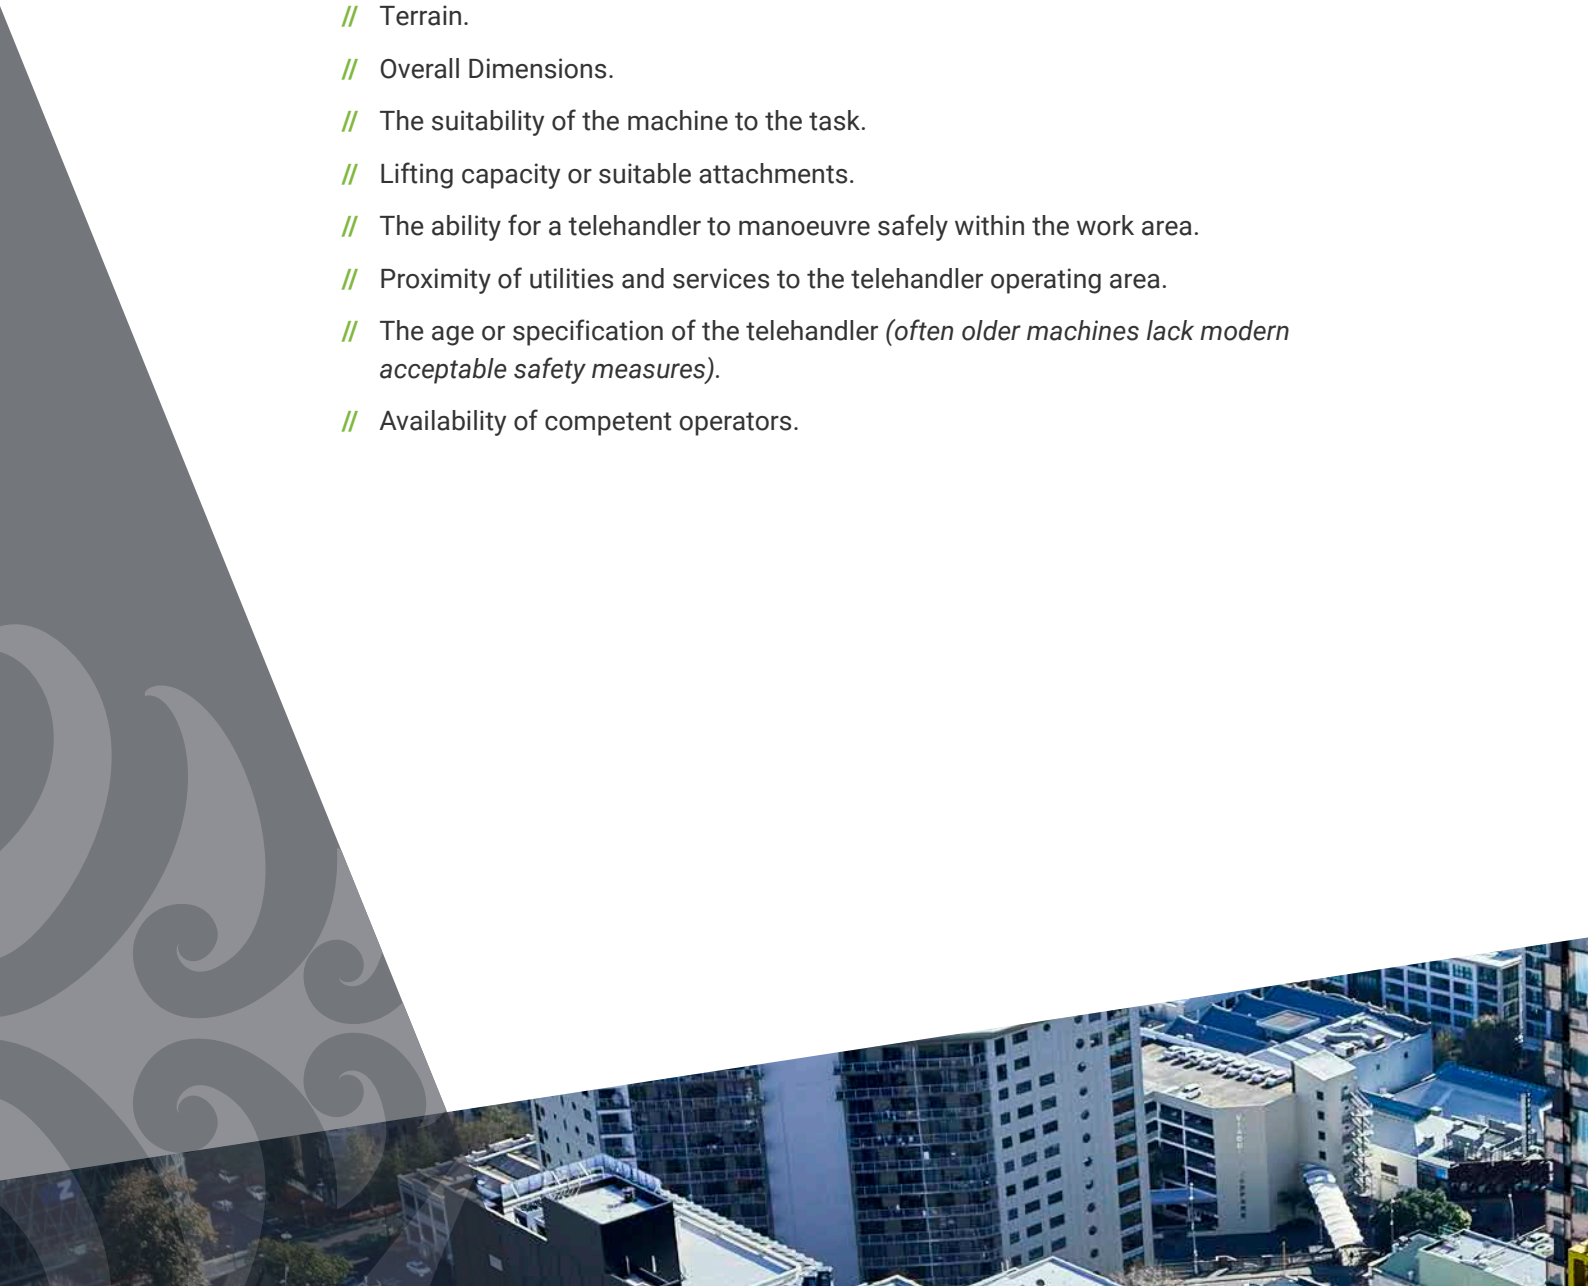 // Terrain.
// Overall Dimensions.
// The suitability of the machine to the task.
// Lifting capacity or suitable attachments.
// The ability for a telehandler to manoeuvre safely within the work area.
// Proximity of utilities and services to the telehandler operating area.
// The age or specification of the telehandler (often older machines lack modern
acceptable safety measures).
// Availability of competent operators.
Z